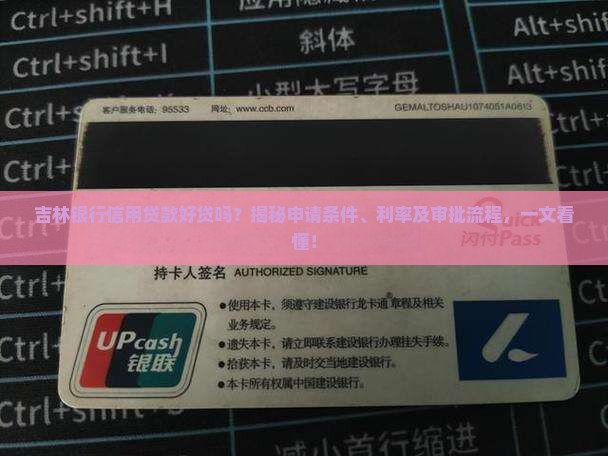 Ctrl+shift+H
斜体
Alt+shi
Ctrl+shift+I
小型大写字母
Alt+shif
客户服务电话：95533 网址：www.ccb.com GEMALTOSHAU1074051A0613
吉林银行信用贷款好贷吗？揭秘申请条件、利率及审批流程，一文看
懂！
Quick
闪付Pass
持卡人签名 AUTHORIZED SIGNATURE
●使用本卡，须遵守建设银行龙卡通®章程及相关
业务规定。
●遗失本卡，请立即联系建设银行办理挂失手续。
●拾获本卡，请及时交当地建设银行。
●本卡所有权属中国建设银行。
UPcash
银联
Ctrl+
减小首行缩进